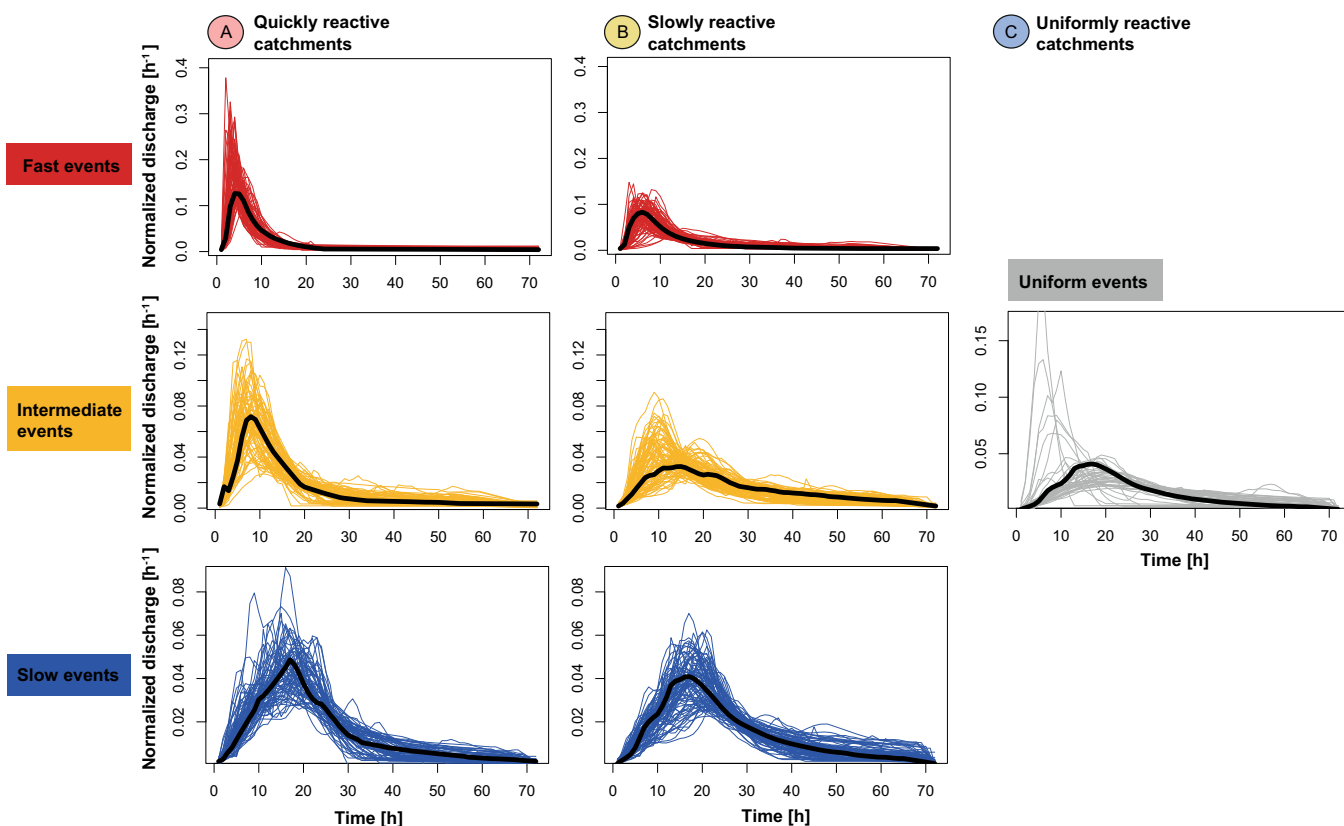 A Quickly reactive
catchments
B Slowly reactive
catchments
C Uniformly reactive
catchments
Fast events
Normalized discharge [h⁻¹]
0.0 0.1 0.2 0.3 0.4
0 10 20 30 40 50 60 70
0.0 0.1 0.2 0.3 0.4
0 10 20 30 40 50 60 70
Intermediate
events
Normalized discharge [h⁻¹]
0.00 0.04 0.08 0.12
0 10 20 30 40 50 60 70
0.00 0.04 0.08 0.12
0 10 20 30 40 50 60 70
Uniform events
0.05 0.15
0 10 20 30 40 50 60 70
Time [h]
Slow events
Normalized discharge [h⁻¹]
0.02 0.04 0.06 0.08
0 10 20 30 40 50 60 70
Time [h]
0.02 0.04 0.06 0.08
0 10 20 30 40 50 60 70
Time [h]